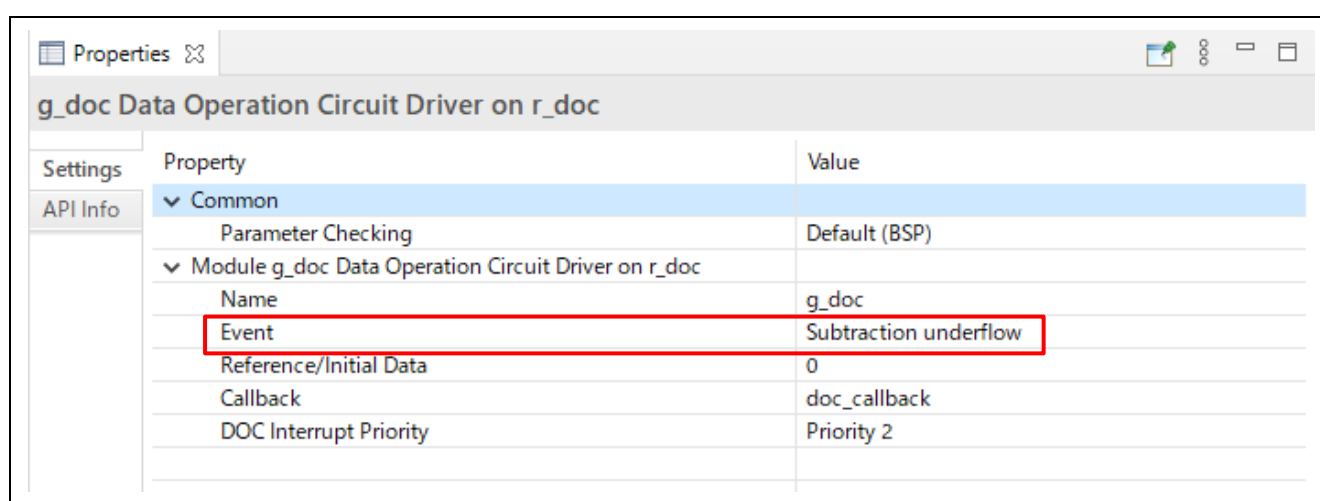 Properties
g_doc Data Operation Circuit Driver on r_doc
Settings
API Info
Property Value
Common
Parameter Checking Default (BSP)
Module g_doc Data Operation Circuit Driver on r_doc
Name g_doc
Event Subtraction underflow
Reference/Initial Data 0
Callback doc_callback
DOC Interrupt Priority Priority 2